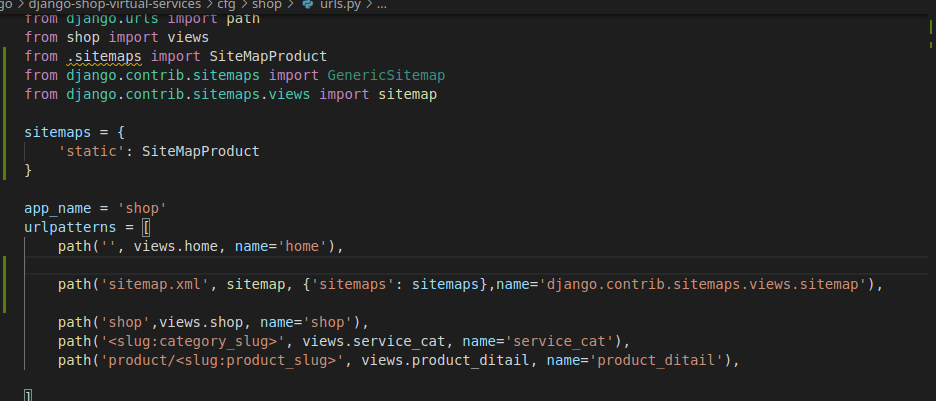 go > django-shop-virtual-services > cfg > shop > urls.py > ...
from django.urls import path
from shop import views
from .sitemaps import SiteMapProduct
from django.contrib.sitemaps import GenericSitemap
from django.contrib.sitemaps.views import sitemap
sitemaps = {
    'static': SiteMapProduct
}
app_name = 'shop'
urlpatterns = [
    path('', views.home, name='home'),
    path('sitemap.xml', sitemap, {'sitemaps': sitemaps},name='django.contrib.sitemaps.views.sitemap'),
    path('shop',views.shop, name='shop'),
    path('<slug:category_slug>', views.service_cat, name='service_cat'),
    path('product/<slug:product_slug>', views.product_ditail, name='product_ditail'),
]